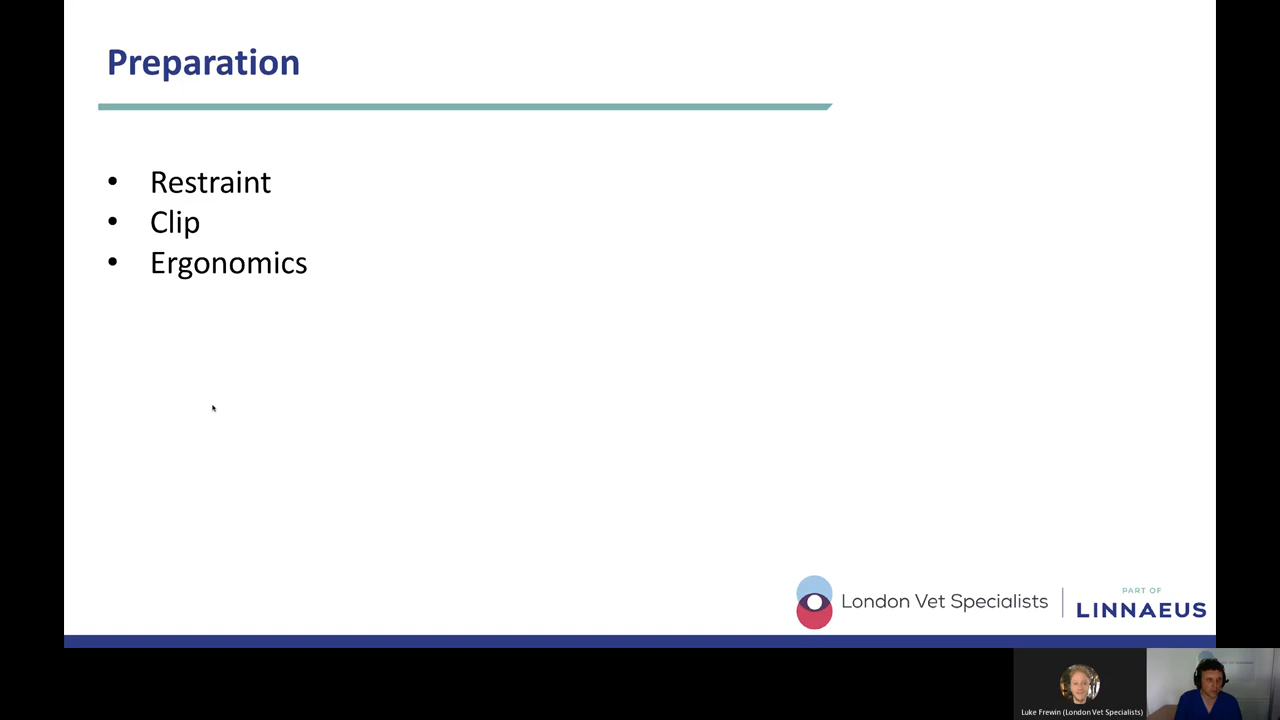 Preparation
• Restraint
• Clip
• Ergonomics
London Vet Specialists
PART OF
LINNAEUS
Luke Frewin (London Vet Specialists)